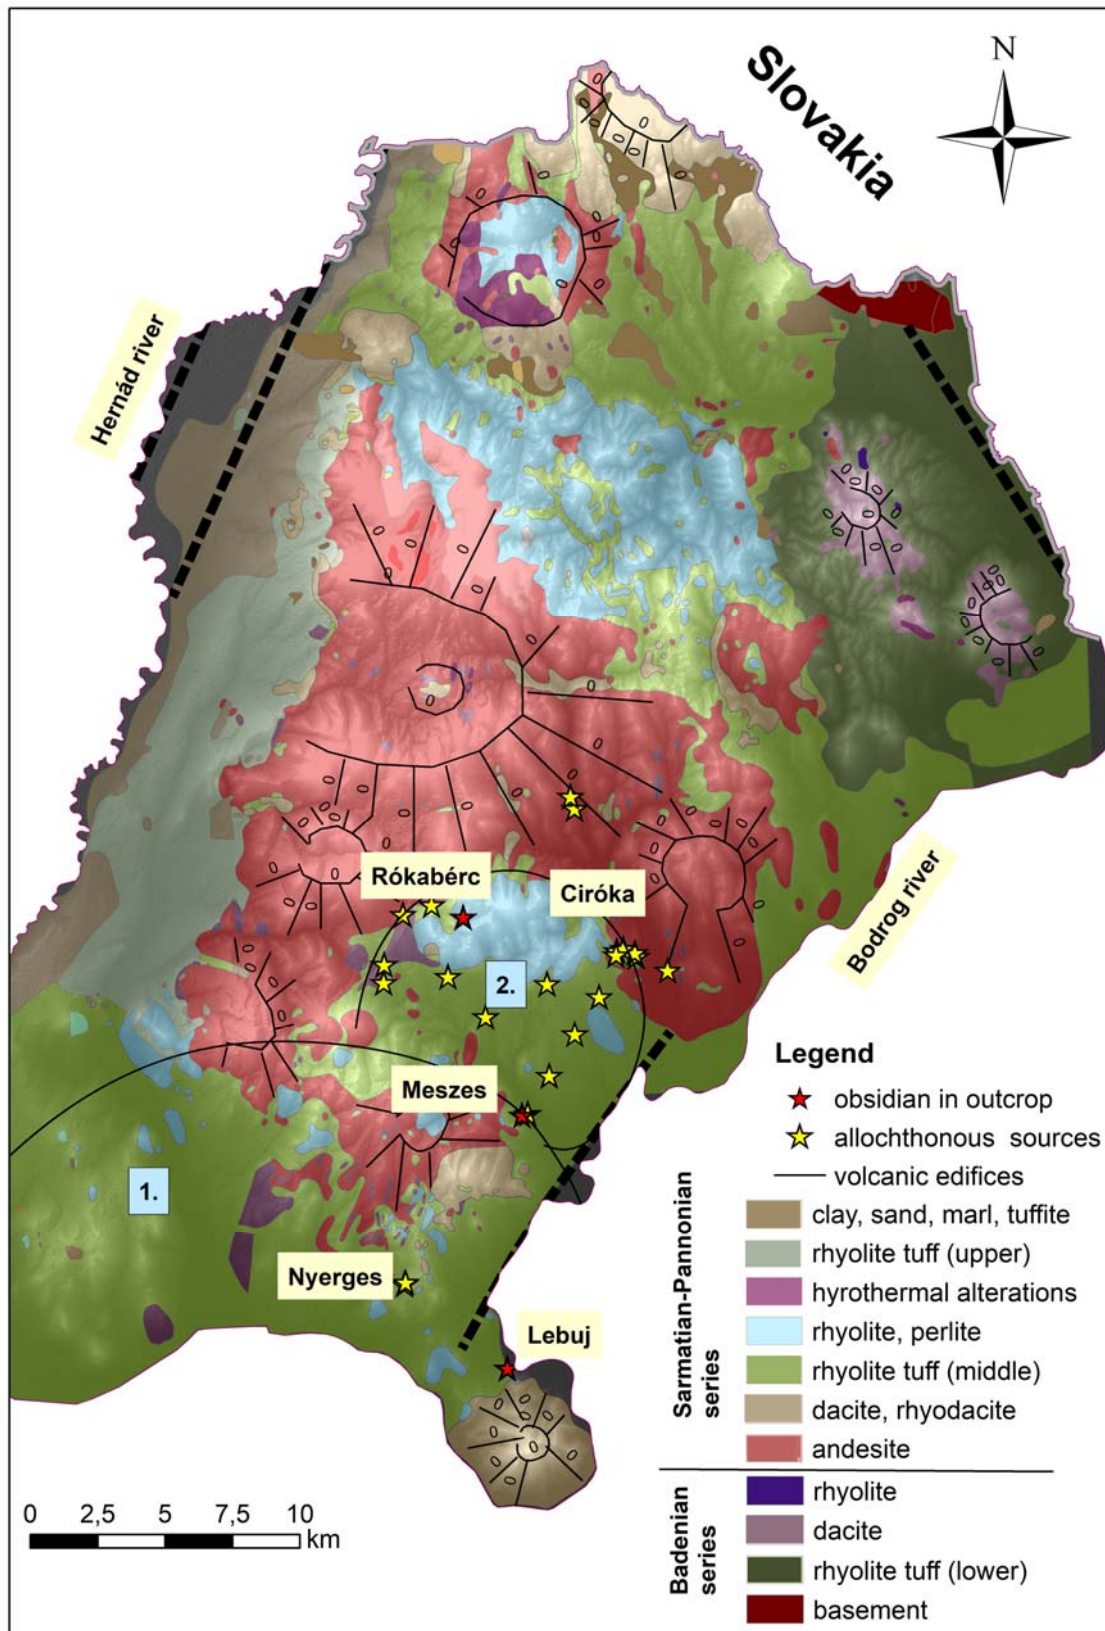 N
Slovakia
Hernád river
Rókabérc
Ciróka
Bodrog river
2.
Meszes
1.
Nyerges
Lebuj
Legend
obsidian in outcrop
allochthonous sources
volcanic edifices
Sarmatian-Pannonian
series
clay, sand, marl, tuffite
rhyolite tuff (upper)
hyrothermal alterations
rhyolite, perlite
rhyolite tuff (middle)
dacite, rhyodacite
andesite
Badenian
series
rhyolite
dacite
rhyolite tuff (lower)
basement
0 2,5 5 7,5 10
km